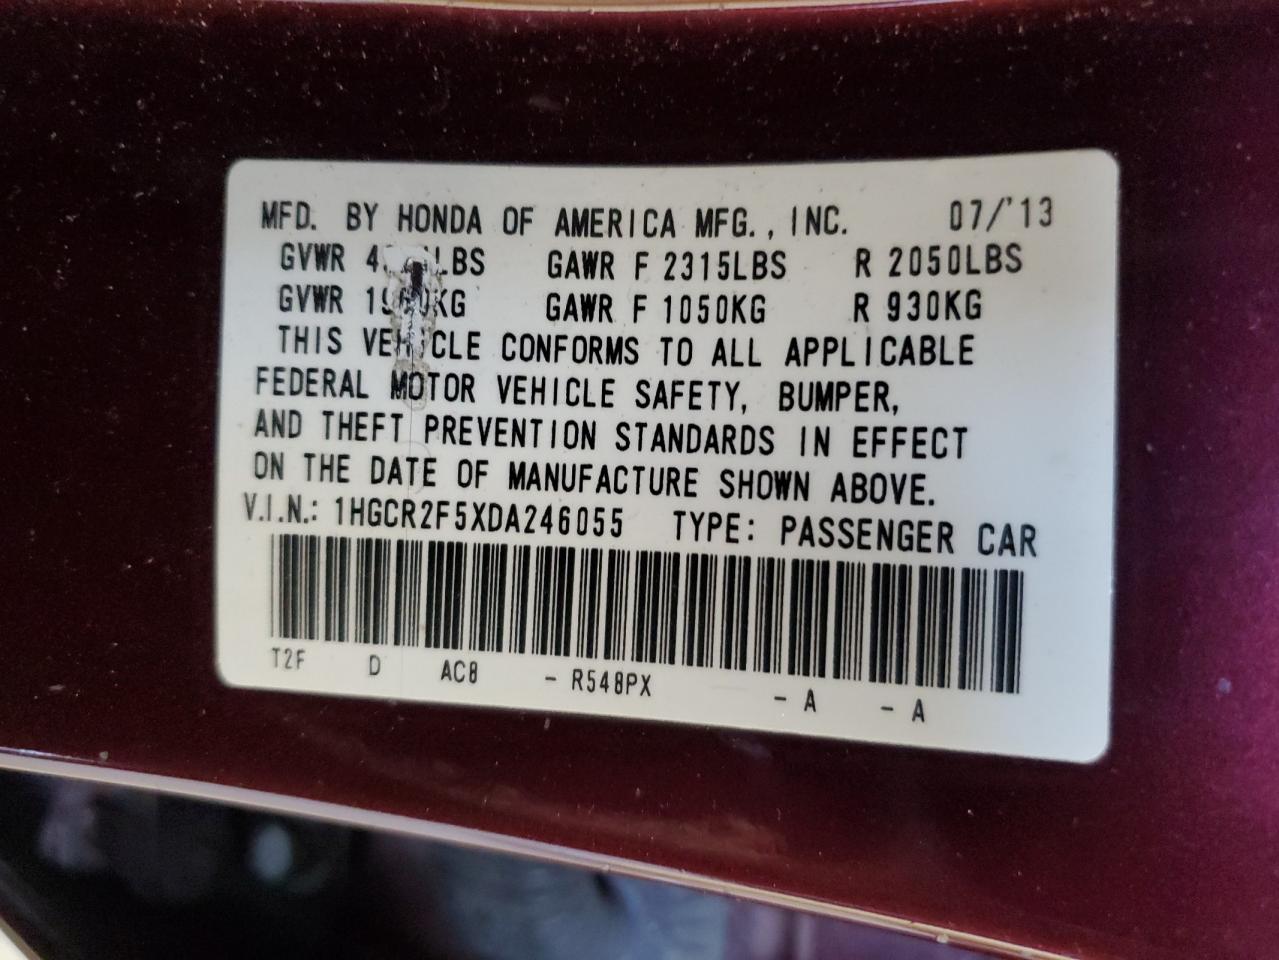 MFD. BY HONDA OF AMERICA MFG., INC. 07/'13
GVWR GAWR F 2315LBS R 2050LBS
GVWR GAWR F 1050KG R 930KG
THIS VEHICLE CONFORMS TO ALL APPLICABLE
FEDERAL MOTOR VEHICLE SAFETY, BUMPER,
AND THEFT PREVENTION STANDARDS IN EFFECT
ON THE DATE OF MANUFACTURE SHOWN ABOVE.
V.I.N.: 1HGCR2F5XDA246055 TYPE: PASSENGER CAR
T2F D AC8 - R548PX - A - A